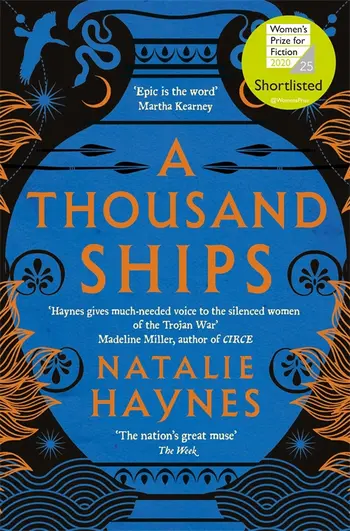 Women's
Prize for
Fiction
2020
25
Shortlisted
@WomensPrize
'Epic is the word'
Martha Kearney
A
THOUSAND
SHIPS
'Haynes gives much-needed voice to the silenced women
of the Trojan War'
Madeline Miller, author of CIRCE
NATALIE
HAYNES
'The nation's great muse'
The Week